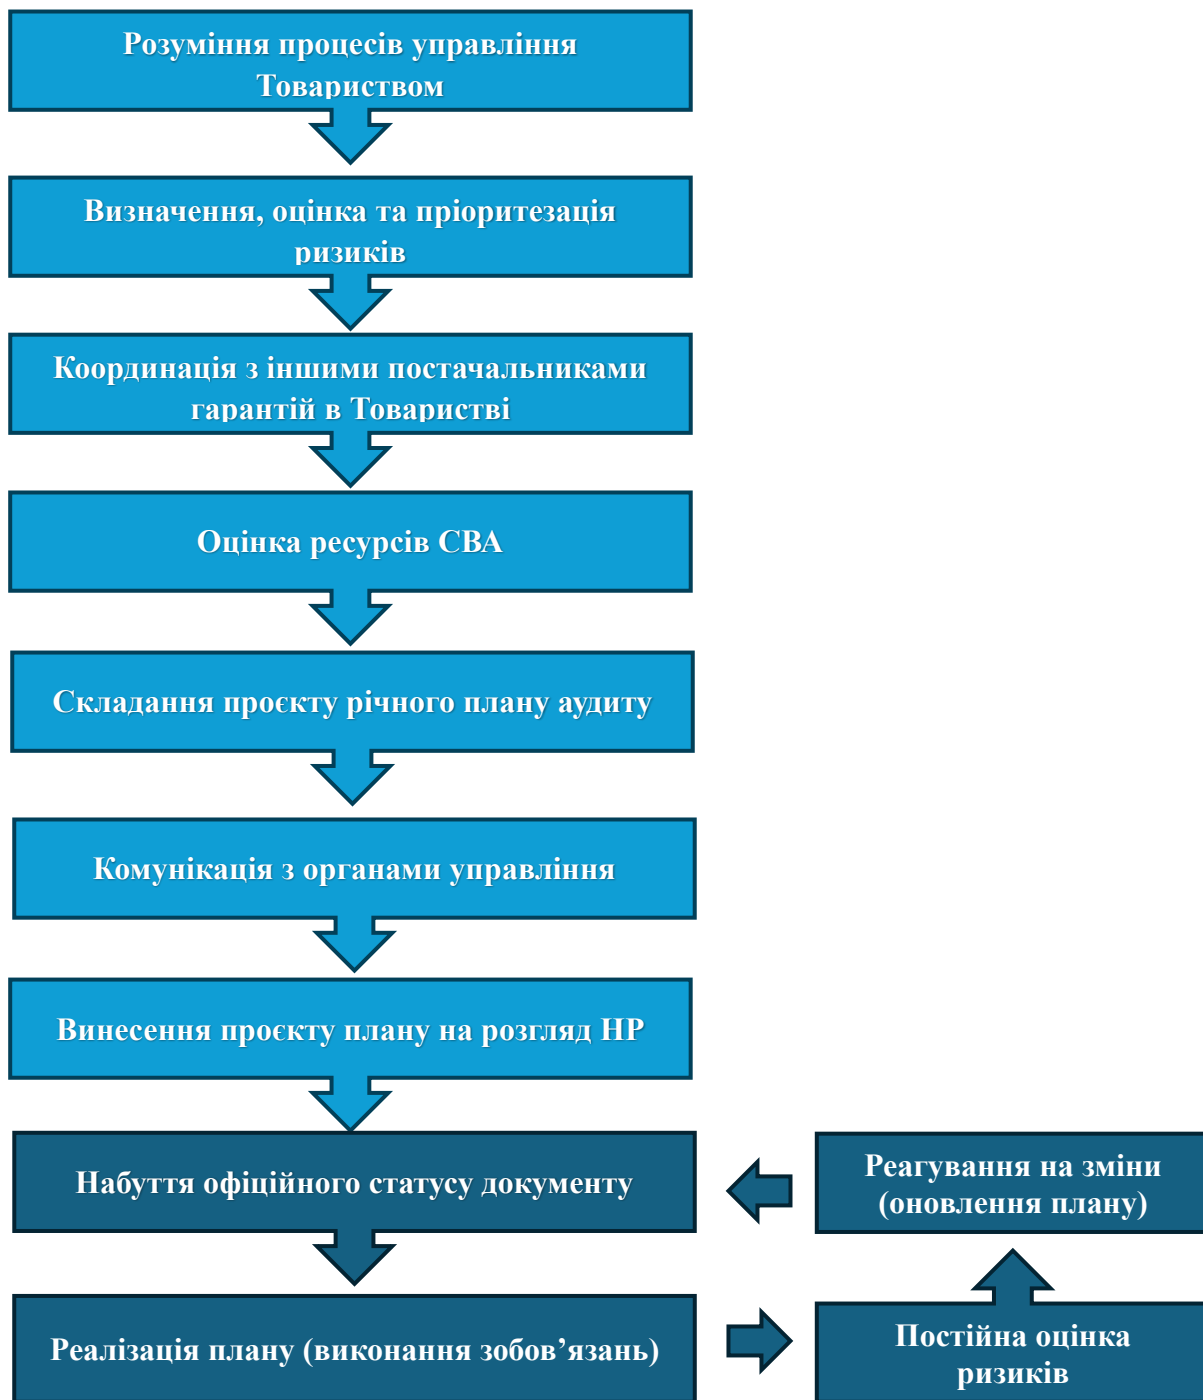 Розуміння процесів управління
Товариством
Визначення, оцінка та пріоритезація
ризиків
Координація з іншими постачальниками
гарантій в Товаристві
Оцінка ресурсів СВА
Складання проєкту річного плану аудиту
Комунікація з органами управління
Винесення проєкту плану на розгляд НР
Набуття офіційного статусу документу
Реагування на зміни
(оновлення плану)
Реалізація плану (виконання зобов’язань)
Постійна оцінка
ризиків